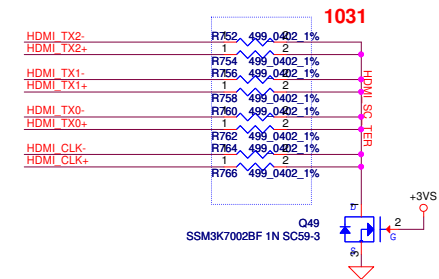 1031
HDMI_TX2-
R752 499_0402_1%
HDMI_TX2+
1 2
R754 499_0402_1%
HDMI_TX1-
R756 499_0402_1%
HDMI_TX1+
1 2
R758 499_0402_1%
HDMI_TX0-
R760 499_0402_1%
HDMI_TX0+
1 2
R762 499_0402_1%
HDMI_CLK-
R764 499_0402_1%
HDMI_CLK+
1 2
R766 499_0402_1%
HDMI_SC_TER
+3VS
1
D
Q49
2
G
SSM3K7002BF 1N SC59-3
3